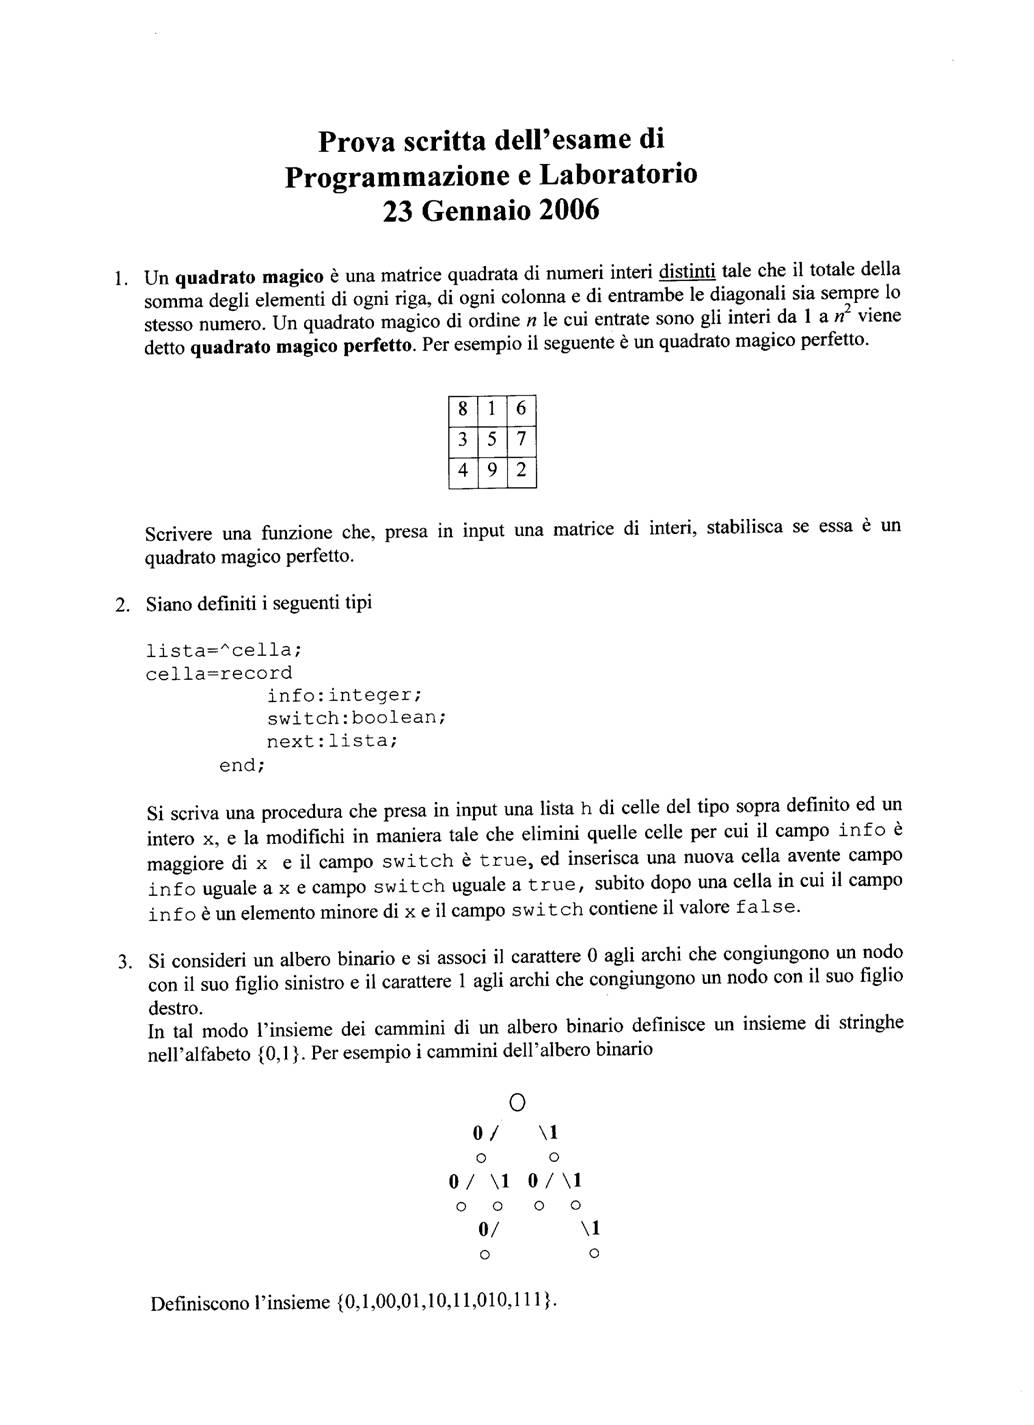 Prova scritta dell'esame di
Programmazione e Laboratorio
23 Gennaio 2006
1. Un quadrato magico è una matrice quadrata di numeri interi distinti tale che il totale della
somma degli elementi di ogni riga, di ogni colonna e di entrambe le diagonali sia sempre lo
stesso numero. Un quadrato magico di ordine n le cui entrate sono gli interi da 1 a n² viene
detto quadrato magico perfetto. Per esempio il seguente è un quadrato magico perfetto.
8 1 6
3 5 7
4 9 2
Scrivere una funzione che, presa in input una matrice di interi, stabilisca se essa è un
quadrato magico perfetto.
2. Siano definiti i seguenti tipi
lista=^cella;
cella=record
info:integer;
switch:boolean;
next:lista;
end;
Si scriva una procedura che presa in input una lista h di celle del tipo sopra definito ed un
intero x, e la modifichi in maniera tale che elimini quelle celle per cui il campo info è
maggiore di x e il campo switch è true, ed inserisca una nuova cella avente campo
info uguale a x e campo switch uguale a true, subito dopo una cella in cui il campo
info è un elemento minore di x e il campo switch contiene il valore false.
3. Si consideri un albero binario e si associ il carattere 0 agli archi che congiungono un nodo
con il suo figlio sinistro e il carattere 1 agli archi che congiungono un nodo con il suo figlio
destro.
In tal modo l'insieme dei cammini di un albero binario definisce un insieme di stringhe
nell'alfabeto {0,1}. Per esempio i cammini dell'albero binario
O
0 / \1
o o
0 / \1 0 / \1
o o o o
0/ \1
o o
Definiscono l'insieme {0,1,00,01,10,11,010,111}.